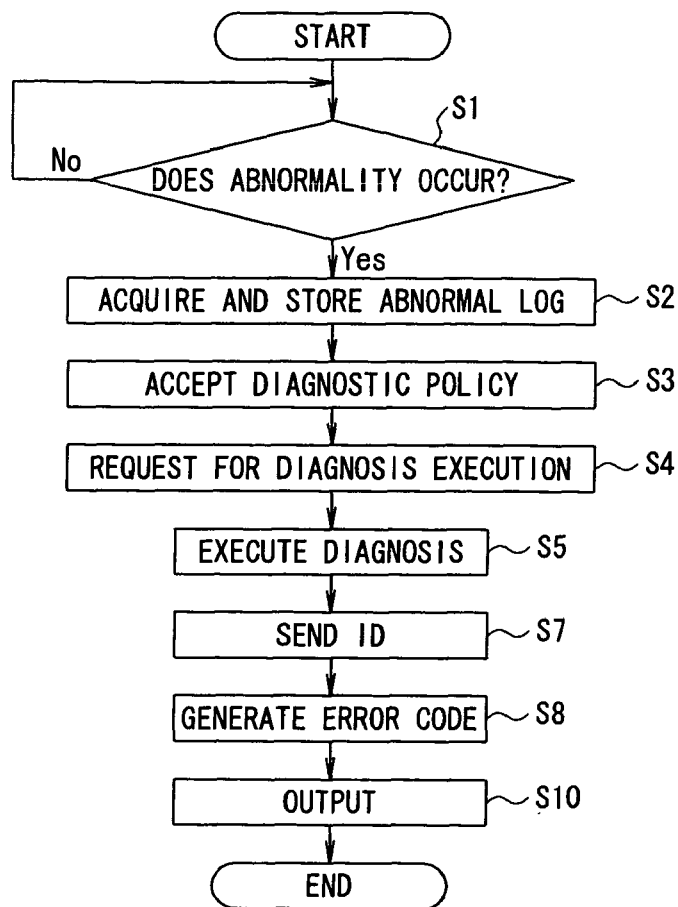 START
S1
No
DOES ABNORMALITY OCCUR?
Yes
ACQUIRE AND STORE ABNORMAL LOG
S2
ACCEPT DIAGNOSTIC POLICY
S3
REQUEST FOR DIAGNOSIS EXECUTION
S4
EXECUTE DIAGNOSIS
S5
SEND ID
S7
GENERATE ERROR CODE
S8
OUTPUT
S10
END